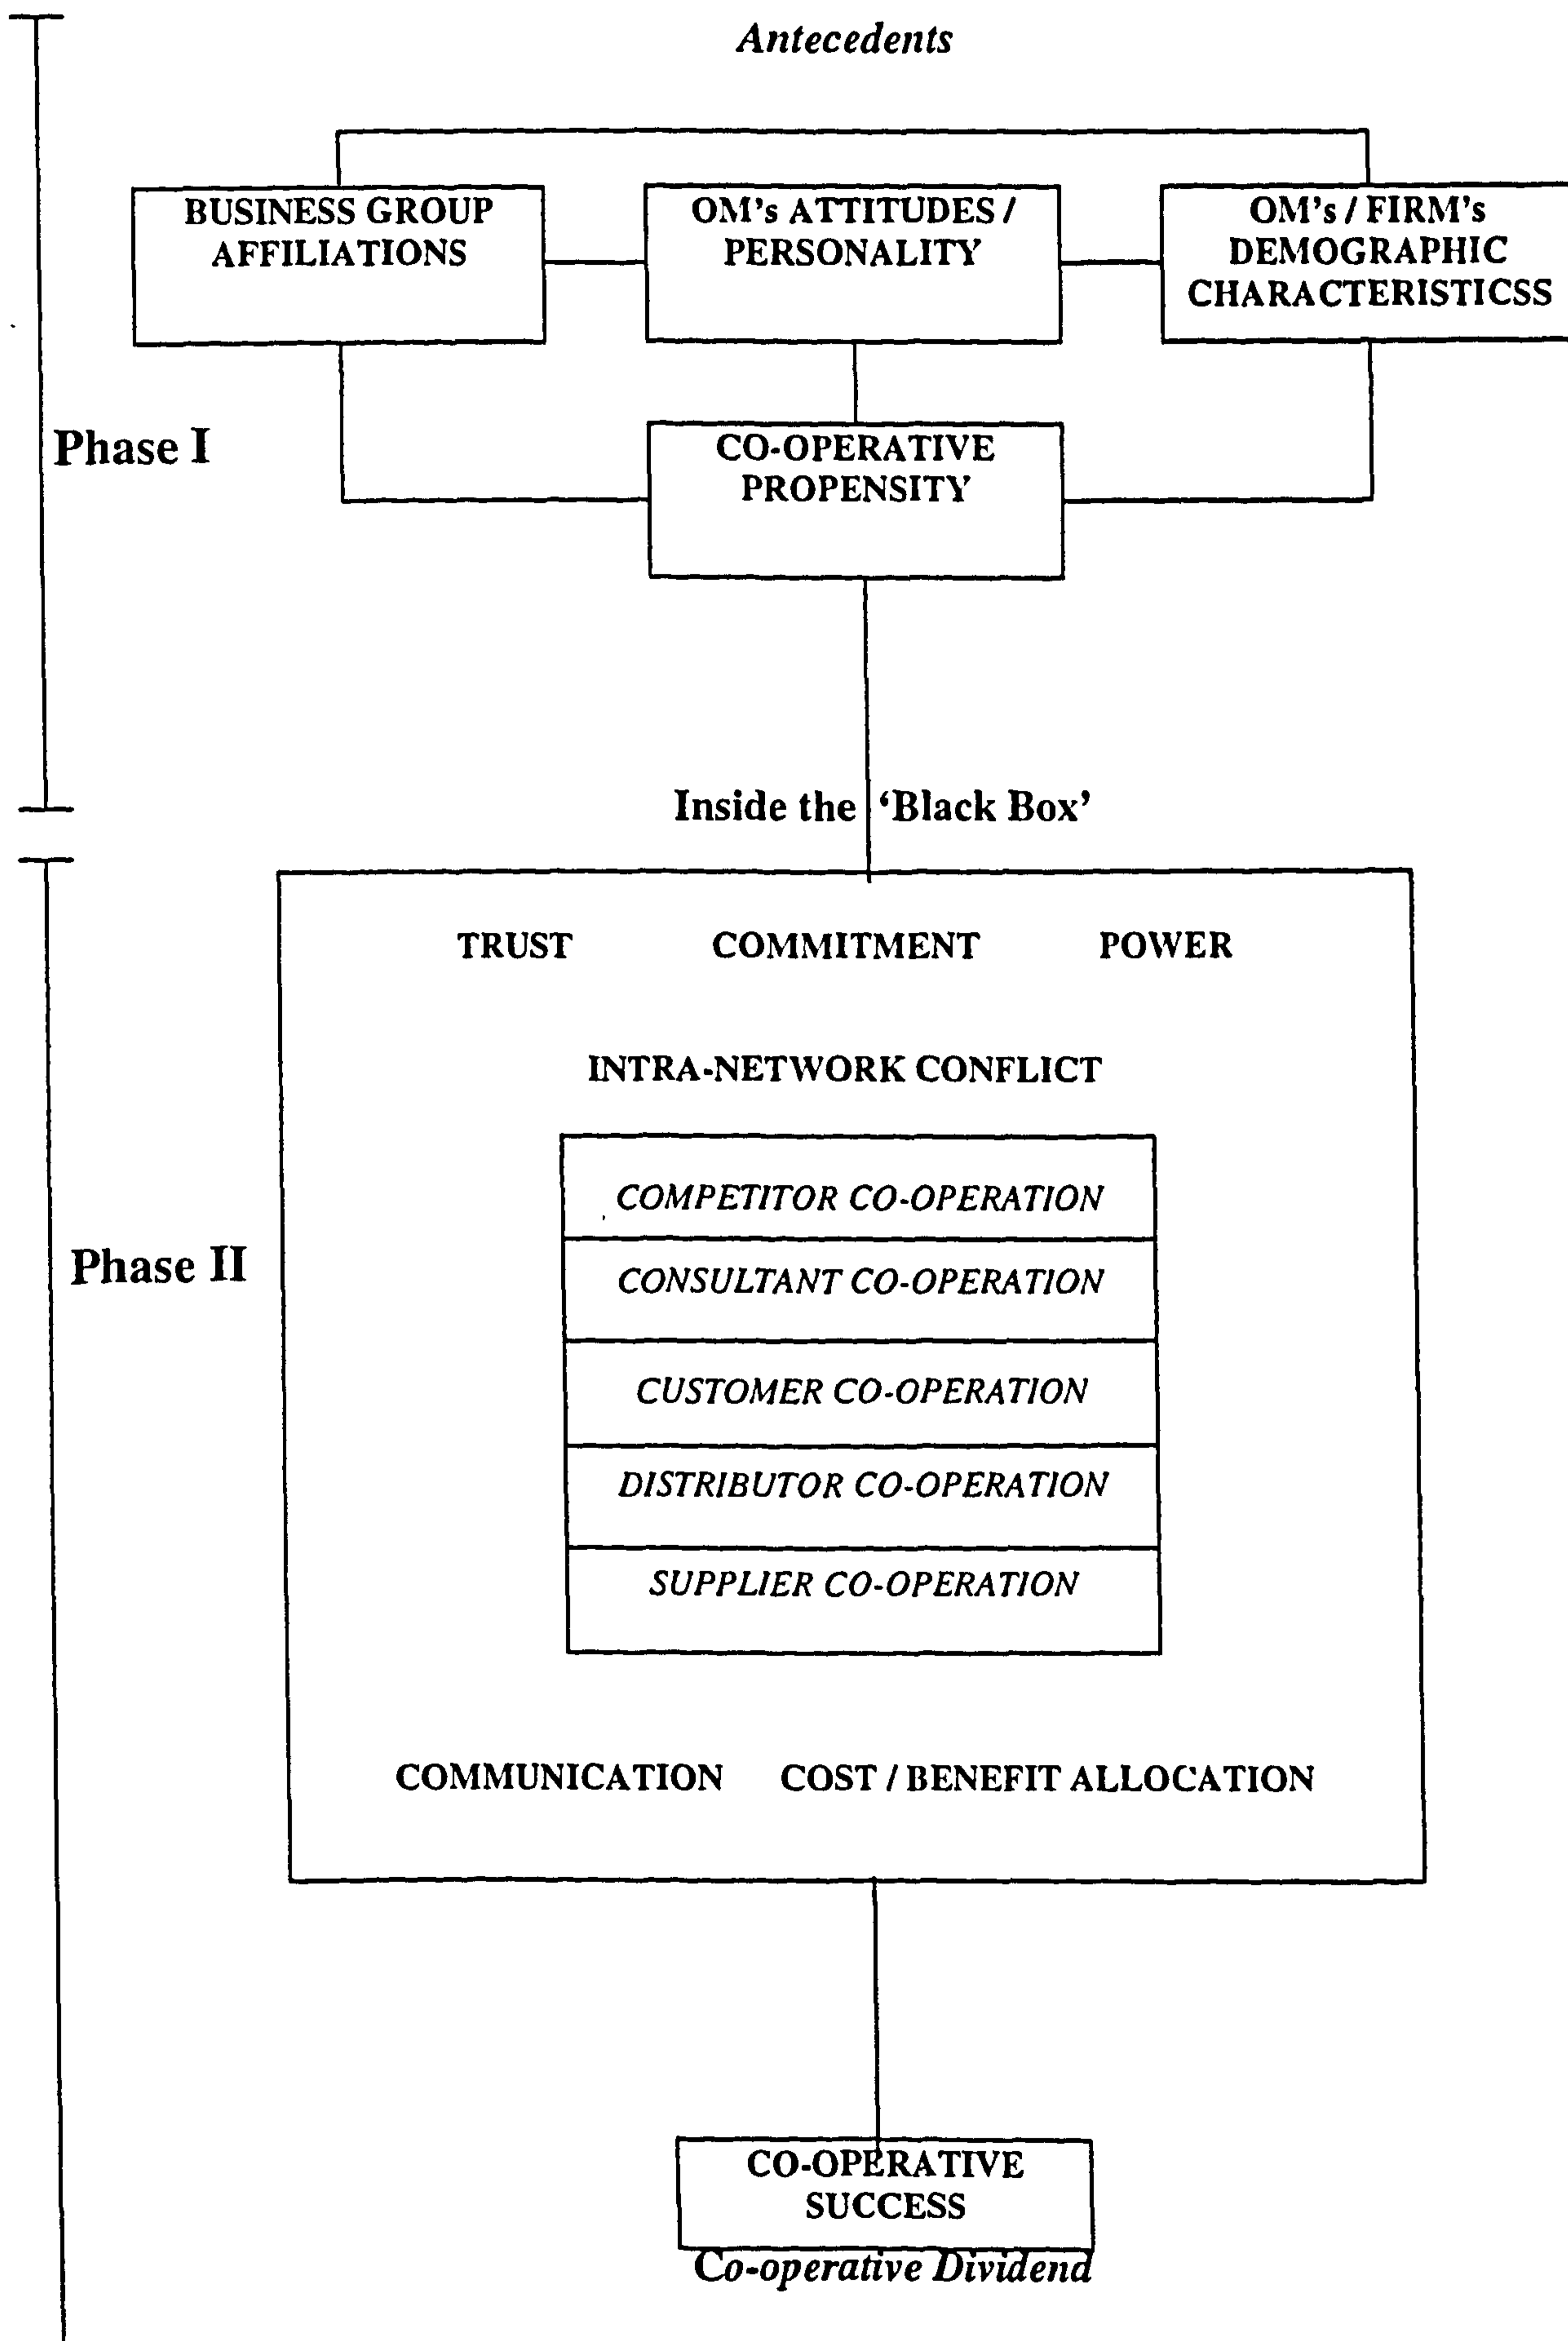 Antecedents
BUSINESS GROUP
AFFILIATIONS
OM's ATTITUDES /
PERSONALITY
OM's / FIRM's
DEMOGRAPHIC
CHARACTERISTICSS
Phase I
CO-OPERATIVE
PROPENSITY
Inside the 'Black Box'
TRUST COMMITMENT POWER
INTRA-NETWORK CONFLICT
COMPETITOR CO-OPERATION
Phase II
CONSULTANT CO-OPERATION
CUSTOMER CO-OPERATION
DISTRIBUTOR CO-OPERATION
SUPPLIER CO-OPERATION
COMMUNICATION COST / BENEFIT ALLOCATION
CO-OPERATIVE
SUCCESS
Co-operative Dividend